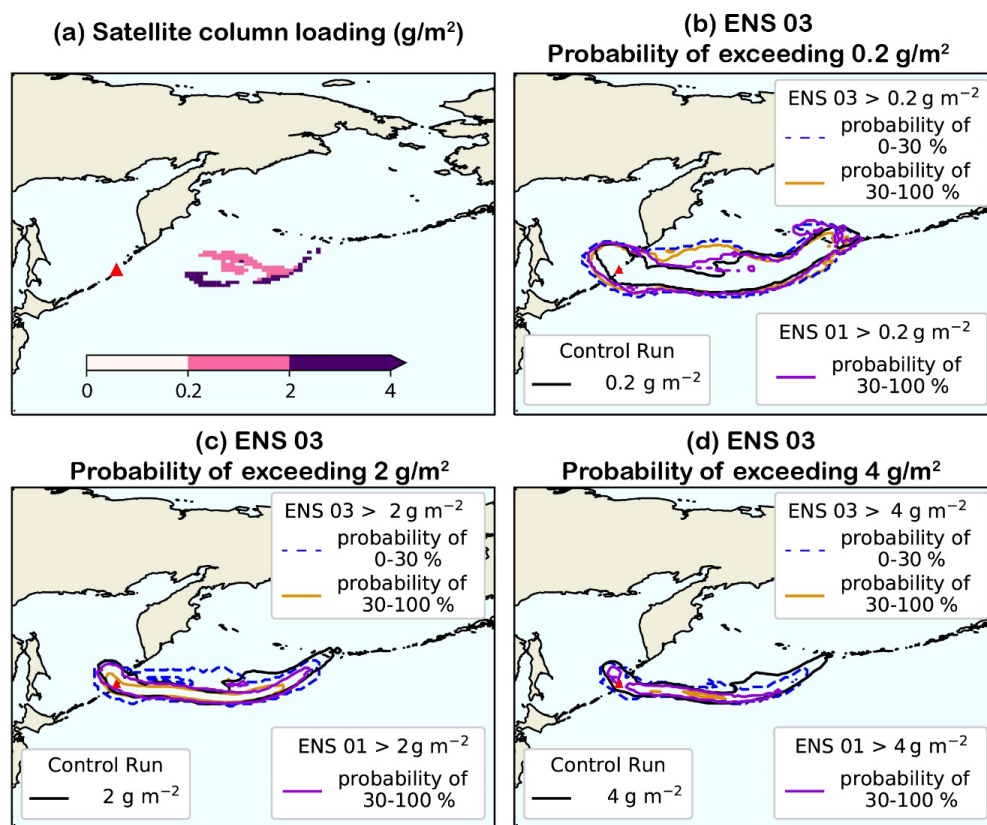 (a) Satellite column loading (g/m²)
0 0.2 2 4
(b) ENS 03
Probability of exceeding 0.2 g/m²
ENS 03 > 0.2 g m⁻²
probability of
0-30 %
probability of
30-100 %
Control Run
0.2 g m⁻²
ENS 01 > 0.2 g m⁻²
probability of
30-100 %
(c) ENS 03
Probability of exceeding 2 g/m²
ENS 03 > 2 g m⁻²
probability of
0-30 %
probability of
30-100 %
Control Run
2 g m⁻²
ENS 01 > 2 g m⁻²
probability of
30-100 %
(d) ENS 03
Probability of exceeding 4 g/m²
ENS 03 > 4 g m⁻²
probability of
0-30 %
probability of
30-100 %
Control Run
4 g m⁻²
ENS 01 > 4 g m⁻²
probability of
30-100 %